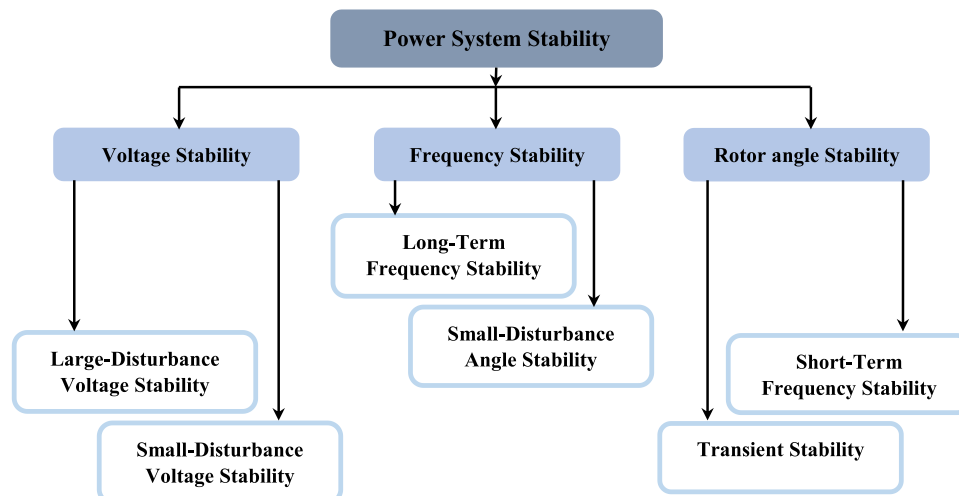 Power System Stability
Voltage Stability
Frequency Stability
Rotor angle Stability
Long-Term
Frequency Stability
Small-Disturbance
Angle Stability
Large-Disturbance
Voltage Stability
Short-Term
Frequency Stability
Small-Disturbance
Voltage Stability
Transient Stability